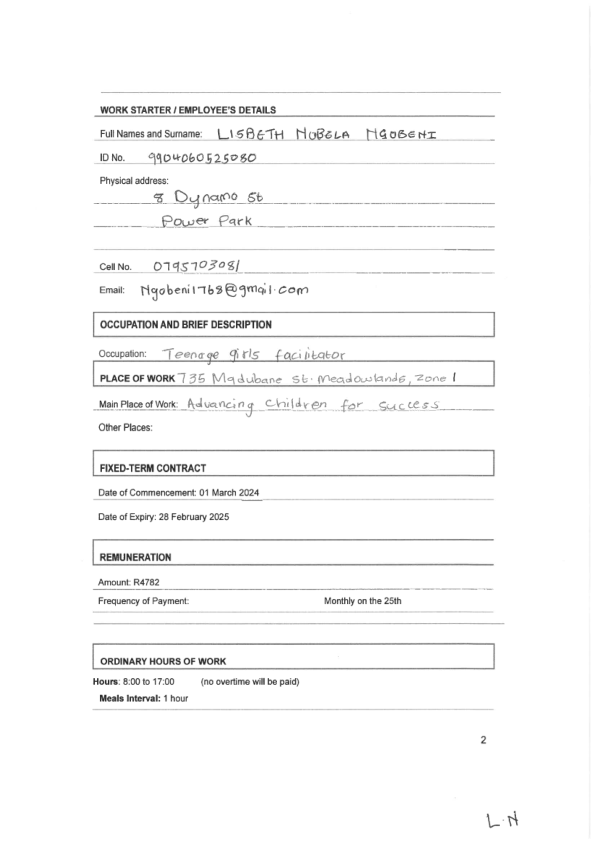 WORK STARTER / EMPLOYEE'S DETAILS
Full Names and Surname: LISBETH NOBELA NGOBENI
ID No. 9904060525080
Physical address:
8 Dynamo St
Power Park
Cell No. 0795703081
Email: Ngobeni1768@gmail.com
OCCUPATION AND BRIEF DESCRIPTION
Occupation: Teenage girls facilitator
PLACE OF WORK 735 Madubane st. Meadowlands, Zone 1
Main Place of Work: Advancing Children for success
Other Places:
FIXED-TERM CONTRACT
Date of Commencement: 01 March 2024
Date of Expiry: 28 February 2025
REMUNERATION
Amount: R4782
Frequency of Payment: Monthly on the 25th
ORDINARY HOURS OF WORK
Hours: 8:00 to 17:00 (no overtime will be paid)
Meals Interval: 1 hour
2
L.N